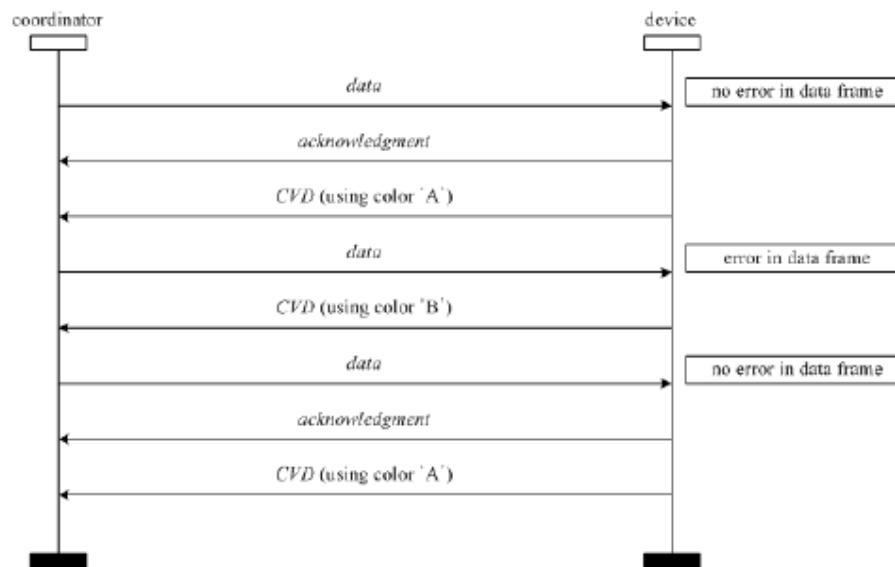 coordinator device
data
no error in data frame
acknowledgment
CVD (using color 'A')
data
error in data frame
CVD (using color 'B')
data
no error in data frame
acknowledgment
CVD (using color 'A')